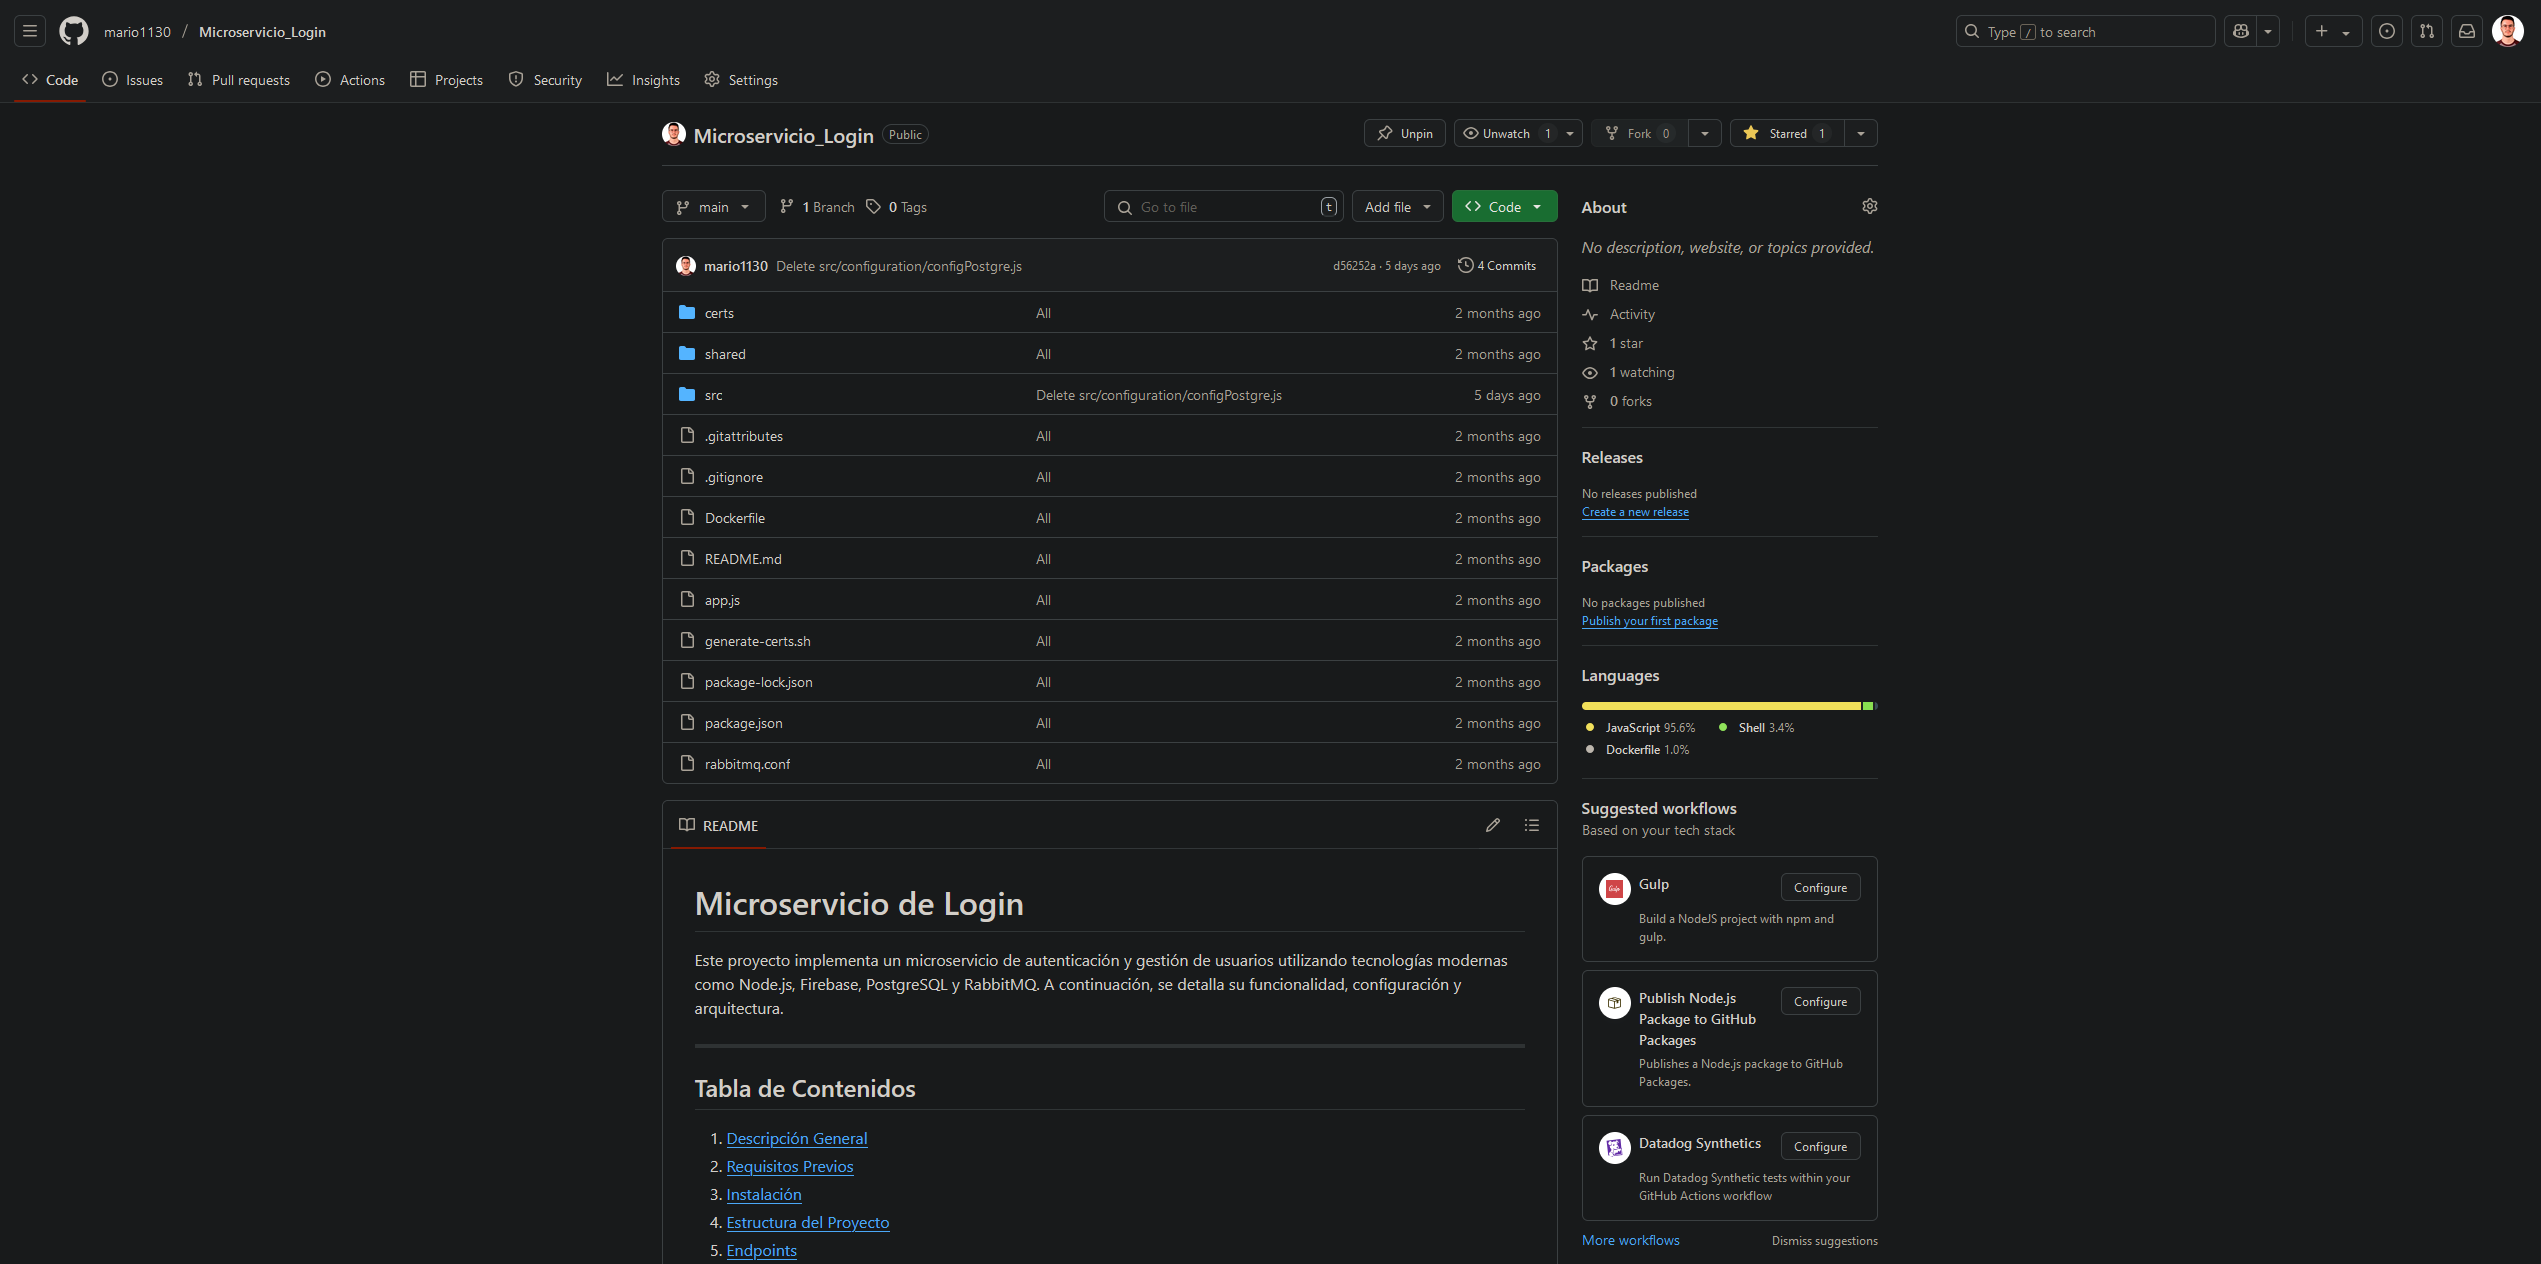 mario1130 / Microservicio_Login
Type / to search
Code Issues Pull requests Actions Projects Security Insights Settings
Microservicio_Login Public
Unpin Unwatch 1 Fork 0 Starred 1
main 1 Branch 0 Tags
Go to file t Add file Code
mario1130 Delete src/configuration/configPostgre.js d56252a · 5 days ago 4 Commits
certs All 2 months ago
shared All 2 months ago
src Delete src/configuration/configPostgre.js 5 days ago
.gitattributes All 2 months ago
.gitignore All 2 months ago
Dockerfile All 2 months ago
README.md All 2 months ago
app.js All 2 months ago
generate-certs.sh All 2 months ago
package-lock.json All 2 months ago
package.json All 2 months ago
rabbitmq.conf All 2 months ago
README
Microservicio de Login
Este proyecto implementa un microservicio de autenticación y gestión de usuarios utilizando tecnologías modernas
como Node.js, Firebase, PostgreSQL y RabbitMQ. A continuación, se detalla su funcionalidad, configuración y
arquitectura.
Tabla de Contenidos
1. Descripción General
2. Requisitos Previos
3. Instalación
4. Estructura del Proyecto
5. Endpoints
About
No description, website, or topics provided.
Readme
Activity
1 star
1 watching
0 forks
Releases
No releases published
Create a new release
Packages
No packages published
Publish your first package
Languages
JavaScript 95.6% Shell 3.4%
Dockerfile 1.0%
Suggested workflows
Based on your tech stack
Gulp Configure
Build a NodeJS project with npm and
gulp.
Publish Node.js Configure
Package to GitHub
Packages
Publishes a Node.js package to GitHub
Packages.
Datadog Synthetics Configure
Run Datadog Synthetic tests within your
GitHub Actions workflow
More workflows Dismiss suggestions